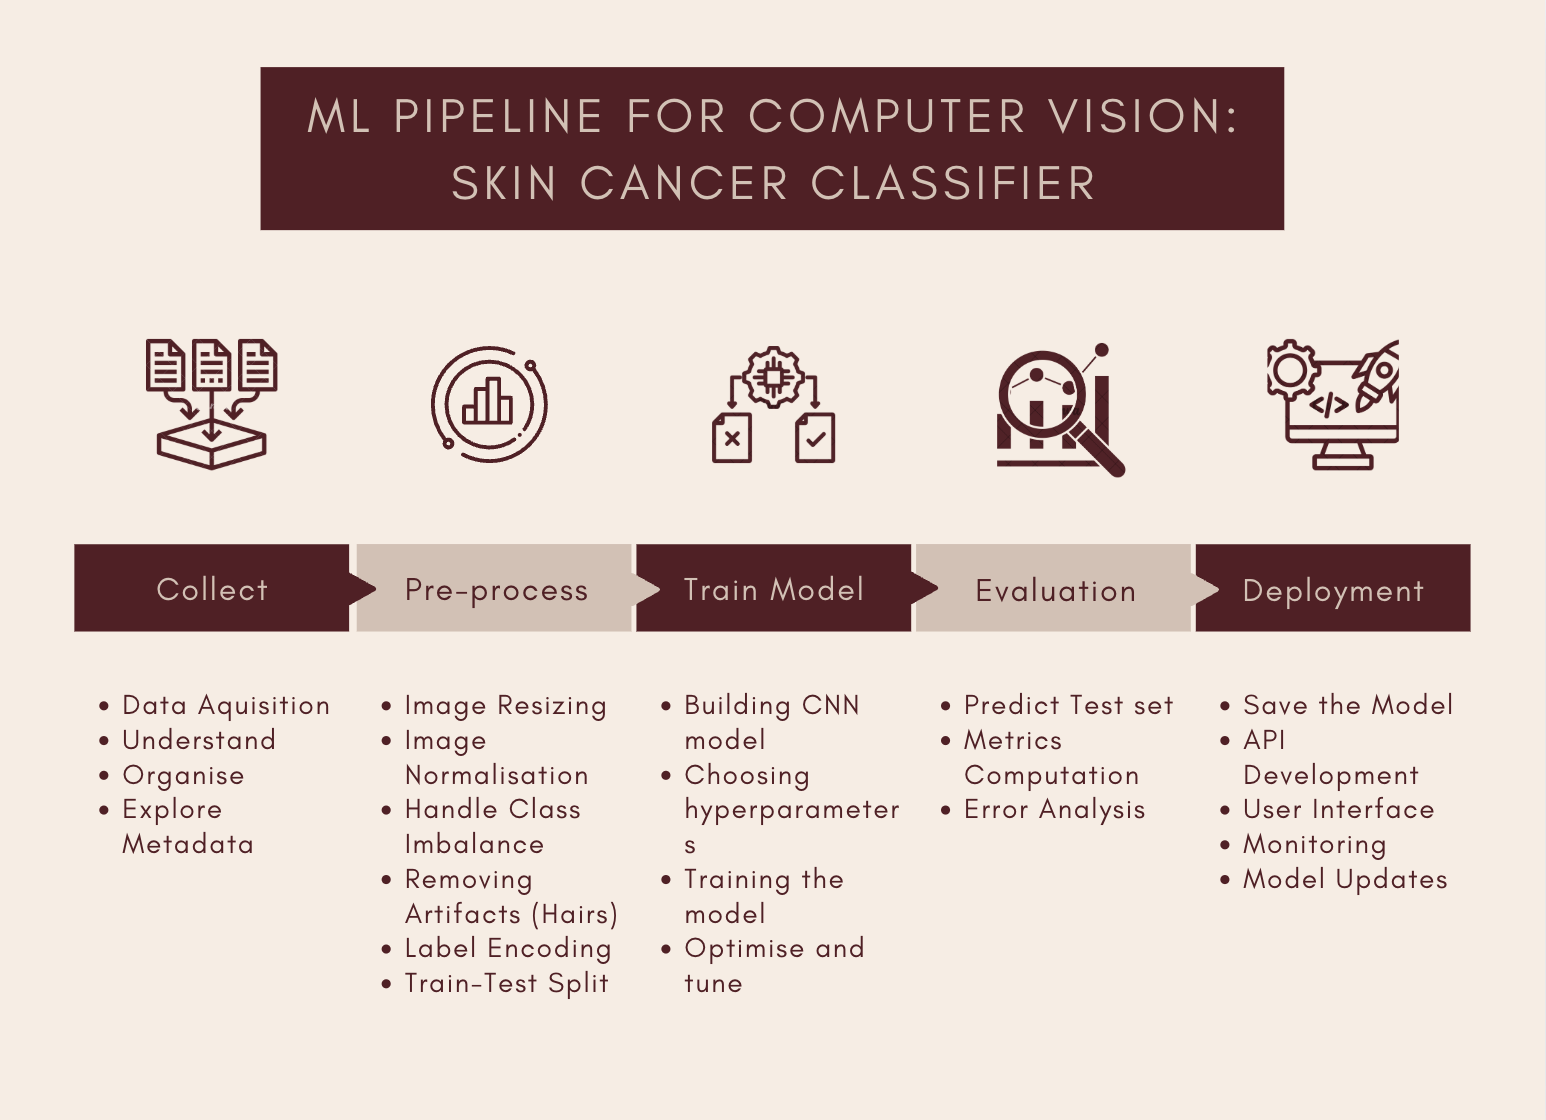 ML PIPELINE FOR COMPUTER VISION:
SKIN CANCER CLASSIFIER
</>
Collect
Pre-process
Train Model
Evaluation
Deployment
• Data Aquisition
• Understand
• Organise
• Explore
Metadata
• Image Resizing
• Image
Normalisation
• Handle Class
Imbalance
• Removing
Artifacts (Hairs)
• Label Encoding
• Train-Test Split
• Building CNN
model
• Choosing
hyperparameter
s
• Training the
model
• Optimise and
tune
• Predict Test set
• Metrics
Computation
• Error Analysis
• Save the Model
• API
Development
• User Interface
• Monitoring
• Model Updates